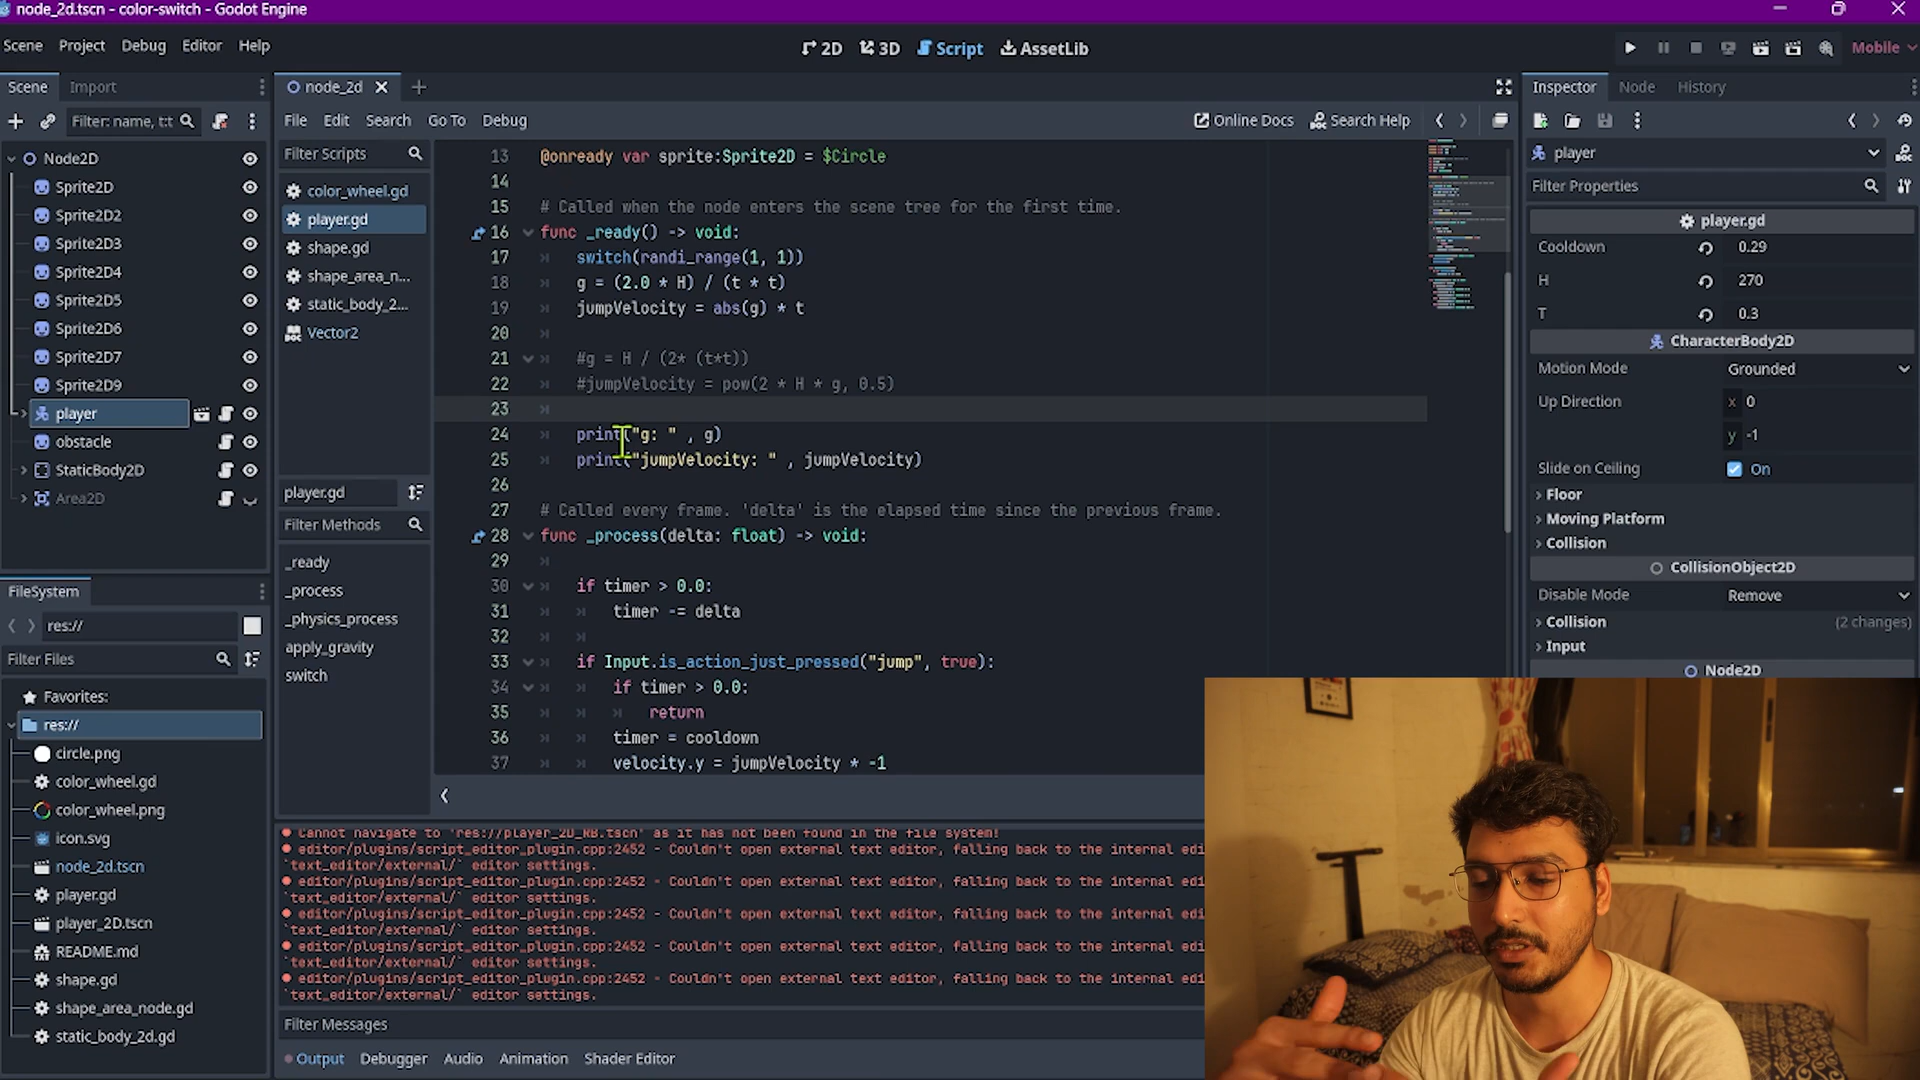 node_2d.tscn - color-switch - Godot Engine
Scene Project Debug Editor Help
2D 3D Script AssetLib
Mobile
Scene Import
node_2d
Inspector Node History
Filter: name, t:t
File Edit Search Go To Debug
Online Docs Search Help
Node2D
Sprite2D
Sprite2D2
Sprite2D3
Sprite2D4
Sprite2D5
Sprite2D6
Sprite2D7
Sprite2D9
player
obstacle
StaticBody2D
Area2D
Filter Scripts
color_wheel.gd
player.gd
shape.gd
shape_area_n...
static_body_2...
Vector2
player.gd
Filter Methods
_ready
_process
_physics_process
apply_gravity
switch
13 @onready var sprite:Sprite2D = $Circle
14
15 # Called when the node enters the scene tree for the first time.
16 func _ready() -> void:
17 switch(randi_range(1, 1))
18 g = (2.0 * H) / (t * t)
19 jumpVelocity = abs(g) * t
20
21 #g = H / (2* (t*t))
22 #jumpVelocity = pow(2 * H * g, 0.5)
23
24 print("g: " , g)
25 print("jumpVelocity: " , jumpVelocity)
26
27 # Called every frame. 'delta' is the elapsed time since the previous frame.
28 func _process(delta: float) -> void:
29
30 if timer > 0.0:
31 timer -= delta
32
33 if Input.is_action_just_pressed("jump", true):
34 if timer > 0.0:
35 return
36 timer = cooldown
37 velocity.y = jumpVelocity * -1
player
Filter Properties
player.gd
Cooldown 0.29
H 270
T 0.3
CharacterBody2D
Motion Mode Grounded
Up Direction x 0
y -1
Slide on Ceiling On
Floor
Moving Platform
Collision
CollisionObject2D
Disable Mode Remove
Collision (2 changes)
Input
Node2D
FileSystem
res://
Filter Files
Favorites:
res://
circle.png
color_wheel.gd
color_wheel.png
icon.svg
node_2d.tscn
player.gd
player_2D.tscn
README.md
shape.gd
shape_area_node.gd
static_body_2d.gd
Cannot navigate to 'res://player_2D_RB.tscn' as it has not been found in the file system!
editor/plugins/script_editor_plugin.cpp:2452 - Couldn't open external text editor, falling back to the internal edi
`text_editor/external/` editor settings.
editor/plugins/script_editor_plugin.cpp:2452 - Couldn't open external text editor, falling back to the internal edi
`text_editor/external/` editor settings.
editor/plugins/script_editor_plugin.cpp:2452 - Couldn't open external text editor, falling back to the internal edi
`text_editor/external/` editor settings.
editor/plugins/script_editor_plugin.cpp:2452 - Couldn't open external text editor, falling back to the internal edi
`text_editor/external/` editor settings.
editor/plugins/script_editor_plugin.cpp:2452 - Couldn't open external text editor, falling back to the internal edi
`text_editor/external/` editor settings.
Filter Messages
Output Debugger Audio Animation Shader Editor